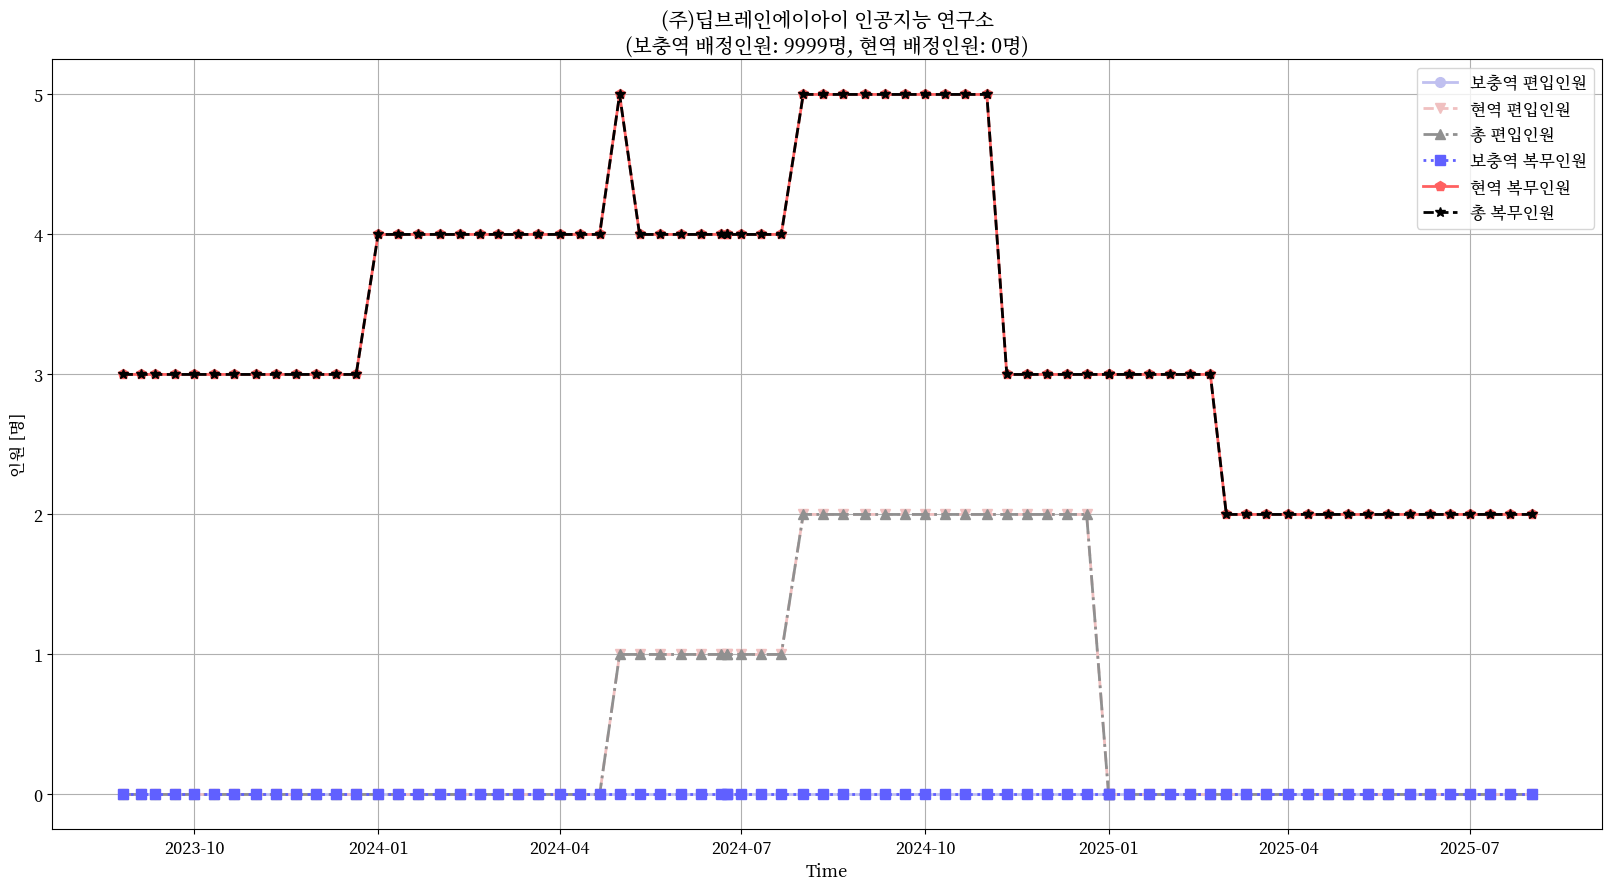 (주)딥브레인에이아이 인공지능 연구소
(보충역 배정인원: 9999명, 현역 배정인원: 0명)
보충역 편입인원
현역 편입인원
총 편입인원
보충역 복무인원
현역 복무인원
총 복무인원
인원 [명]
5
4
3
2
1
0
2023-10
2024-01
2024-04
2024-07
2024-10
2025-01
2025-04
2025-07
Time